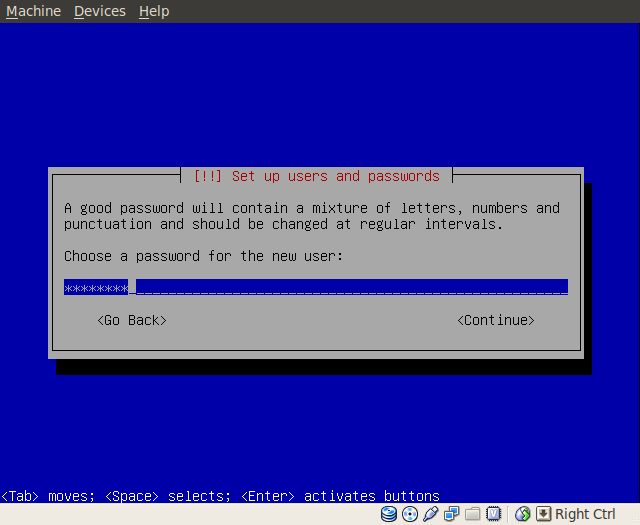 Machine Devices Help
[!!] Set up users and passwords
A good password will contain a mixture of letters, numbers and
punctuation and should be changed at regular intervals.
Choose a password for the new user:
********
<Go Back> <Continue>
<Tab> moves; <Space> selects; <Enter> activates buttons
Right Ctrl